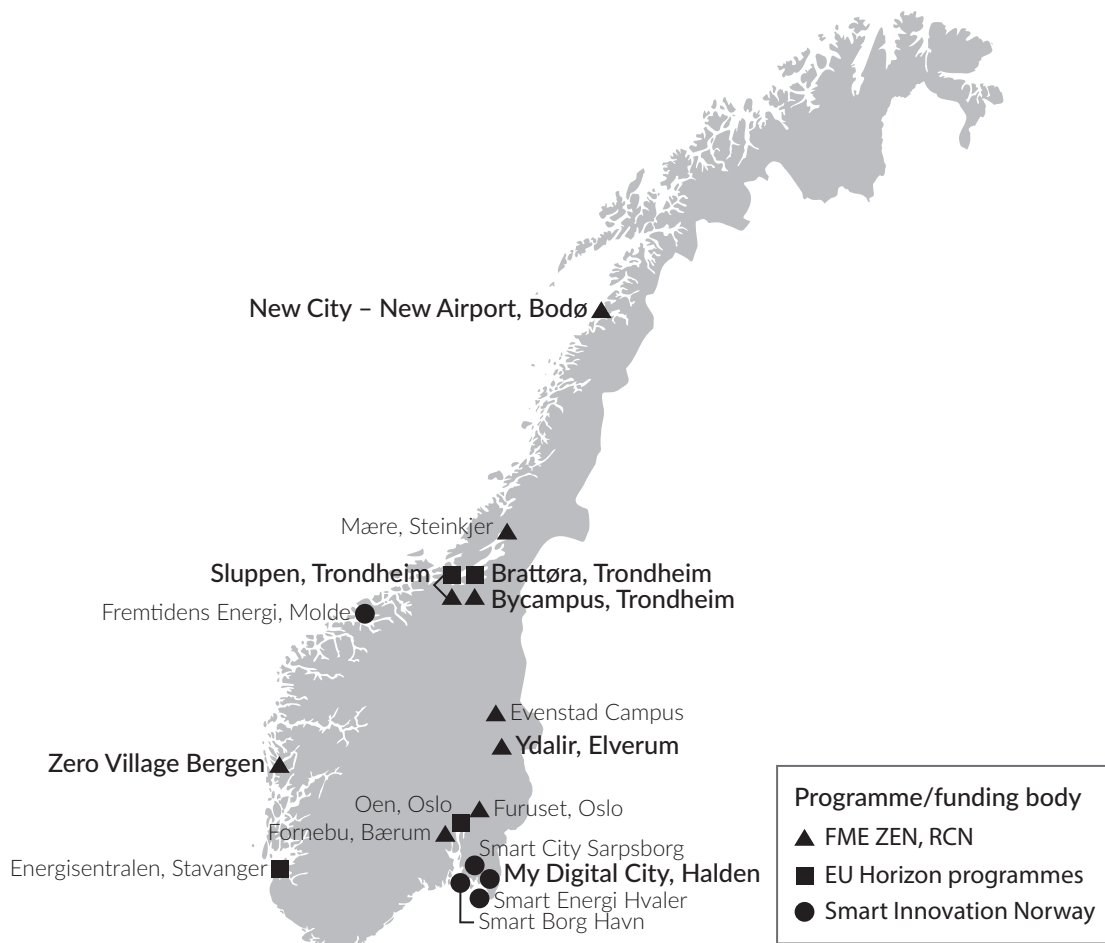 New City – New Airport, Bodø
Mære, Steinkjer
Sluppen, Trondheim
Brattøra, Trondheim
Bycampus, Trondheim
Fremtidens Energi, Molde
Evenstad Campus
Ydalir, Elverum
Zero Village Bergen
Oen, Oslo
Furuset, Oslo
Fornebu, Bærum
Smart City Sarpsborg
Energisentralen, Stavanger
My Digital City, Halden
Smart Energi Hvaler
Smart Borg Havn
Programme/funding body
FME ZEN, RCN
EU Horizon programmes
Smart Innovation Norway